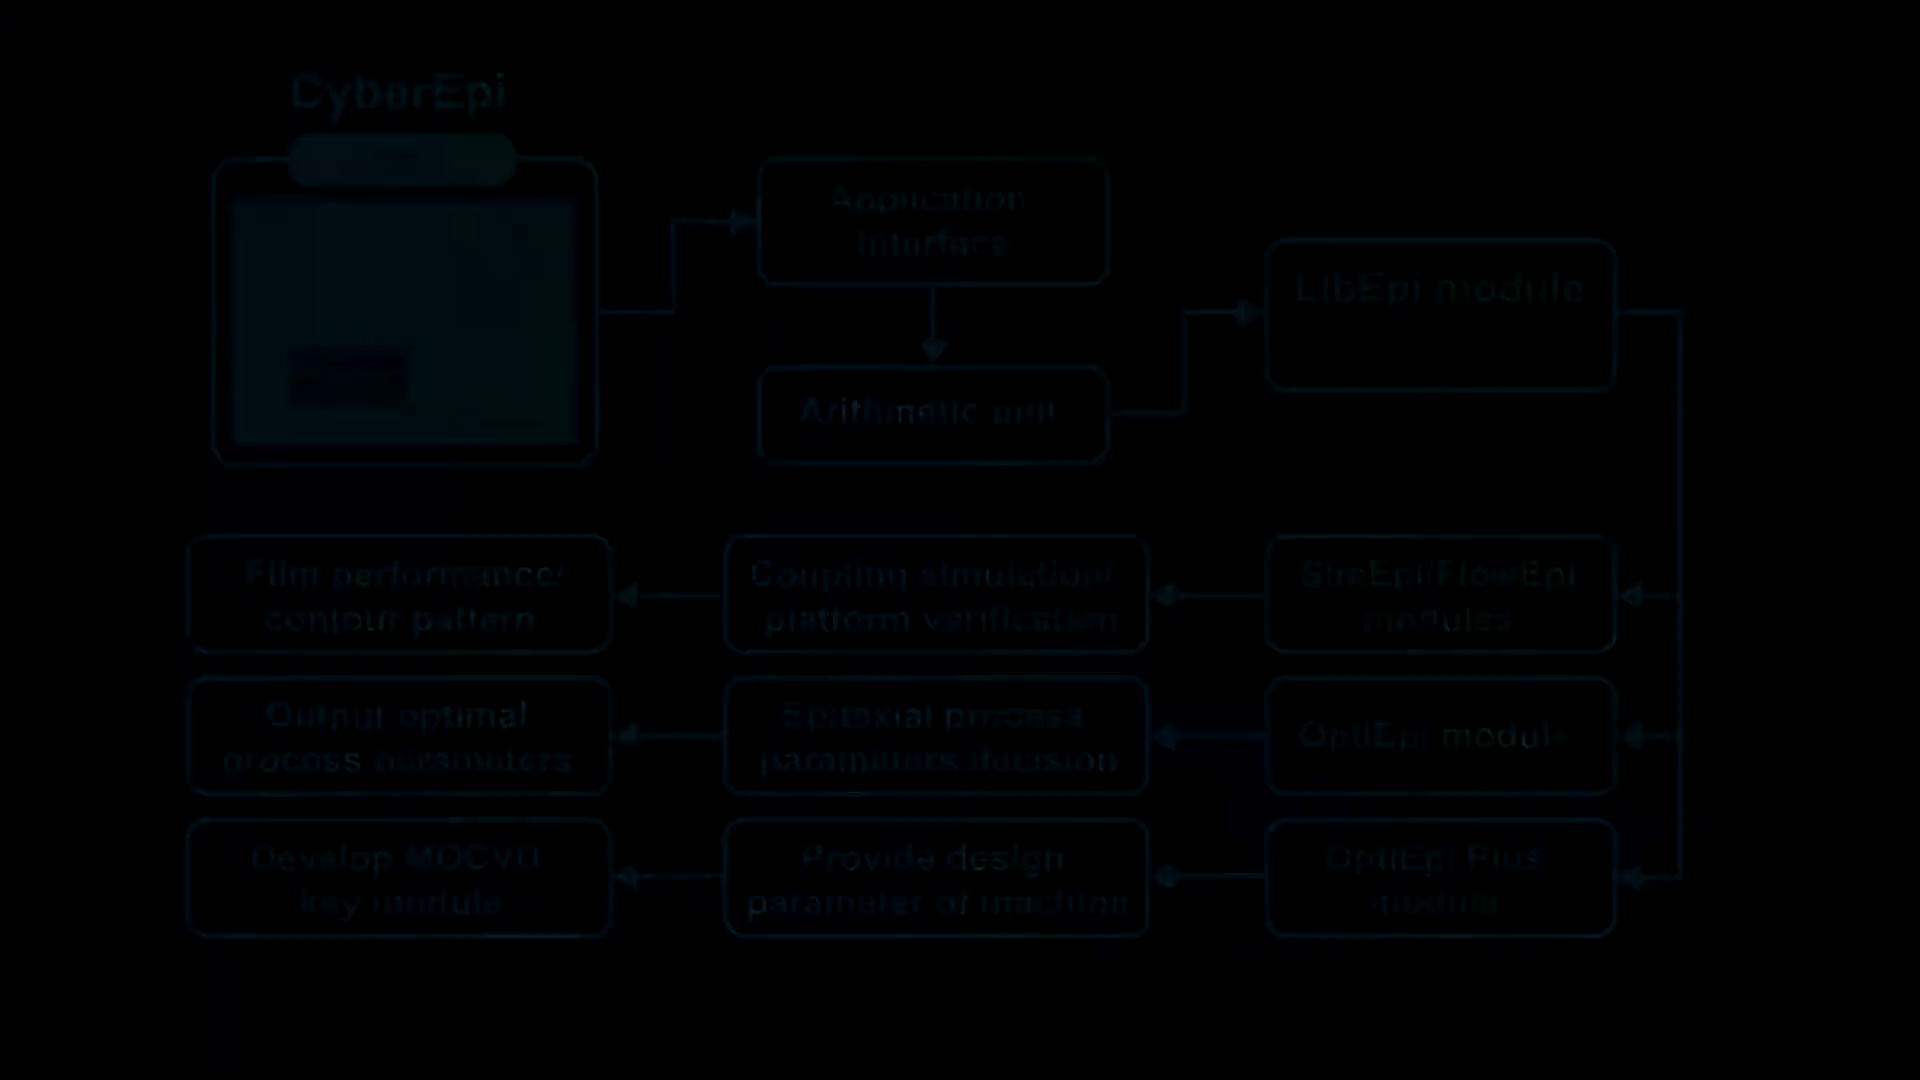 CyberEpi
Application
Interface
Arithmetic unit
LibEpi module
Film performance/
contour pattern
Coupling simulation/
platform verification
SimEpi/FlowEpi
modules
Output optimal
process parameters
Epitaxial process
parameters
OptiEpi module
Develop MOCVD
key module
Provide design
parameter of machine
OptiEpi Plus
module